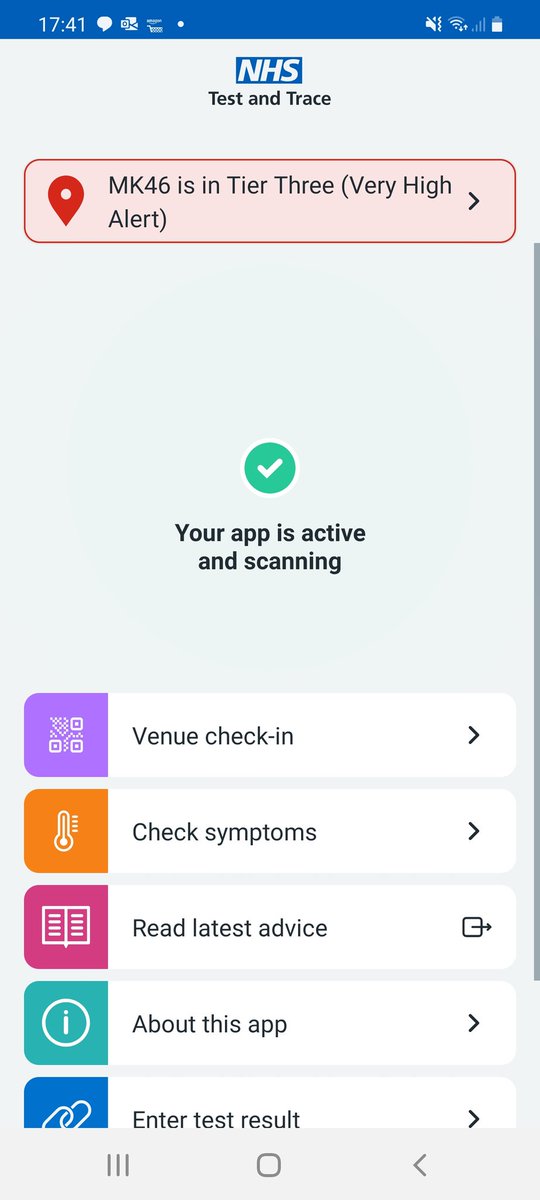 17:41
NHS
Test and Trace
MK46 is in Tier Three (Very High
Alert)
Your app is active
and scanning
Venue check-in
Check symptoms
Read latest advice
About this app
Enter test result